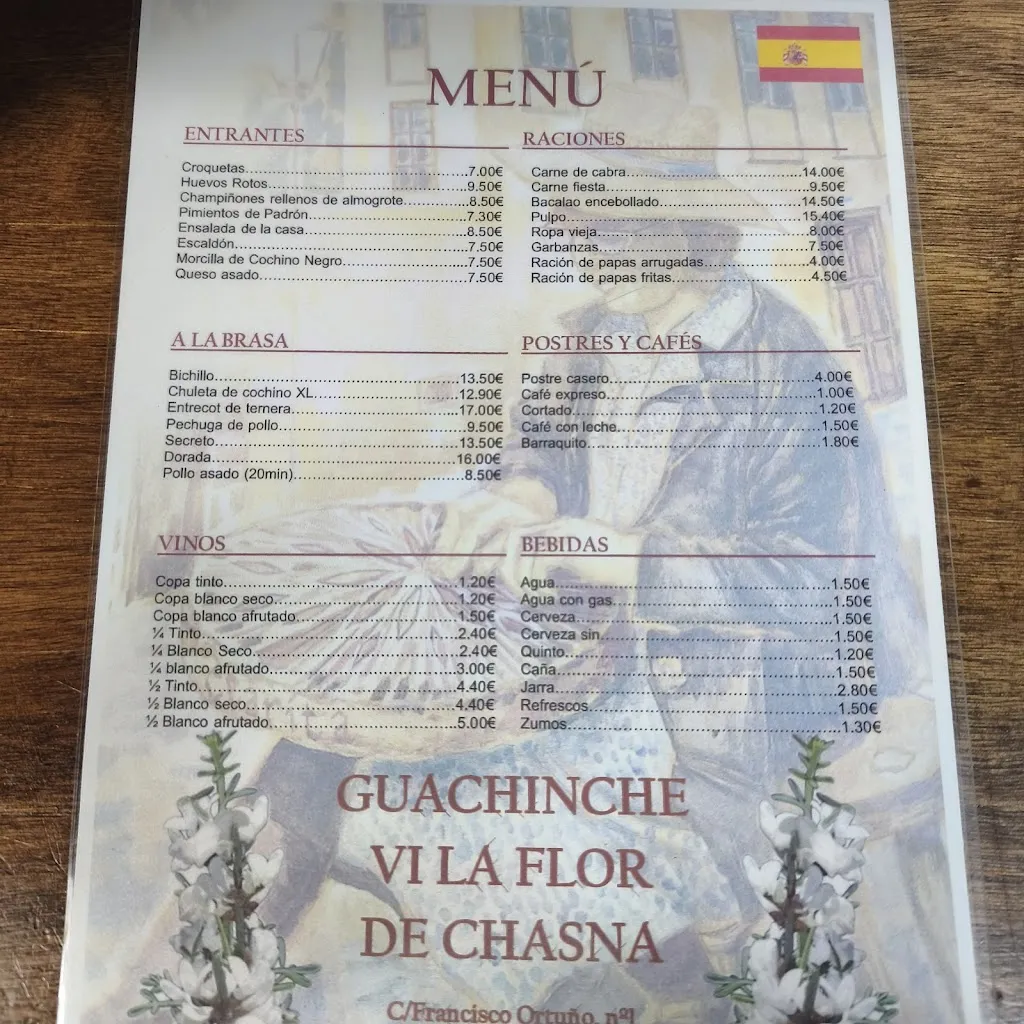 MENÚ
ENTRANTES
Croquetas.......7.00€
Huevos Rotos.......9.50€
Champiñones rellenos de almogrote.......8.50€
Pimientos de Padrón.......7.30€
Ensalada de la casa.......8.50€
Escaldón.......7.50€
Morcilla de Cochino Negro.......7.50€
Queso asado.......7.50€
RACIONES
Carne de cabra.......14.00€
Carne fiesta.......9.50€
Bacalao encebollado.......14.50€
Pulpo.......15.40€
Ropa vieja.......8.00€
Garbanzas.......7.50€
Ración de papas arrugadas.......4.00€
Ración de papas fritas.......4.50€
A LA BRASA
Bichillo.......13.50€
Chuleta de cochino XL.......12.90€
Entrecot de ternera.......17.00€
Pechuga de pollo.......9.50€
Secreto.......13.50€
Dorada.......16.00€
Pollo asado (20min).......8.50€
POSTRES Y CAFÉS
Postre casero.......4.00€
Café expreso.......1.00€
Cortado.......1.20€
Café con leche.......1.50€
Barraquito.......1.80€
VINOS
Copa tinto.......1.20€
Copa blanco seco.......1.20€
Copa blanco afrutado.......1.50€
¼ Tinto.......2.40€
¼ Blanco Seco.......2.40€
¼ blanco afrutado.......3.00€
½ Tinto.......4.40€
½ Blanco seco.......4.40€
½ Blanco afrutado.......5.00€
BEBIDAS
Agua.......1.50€
Agua con gas.......1.50€
Cerveza.......1.50€
Cerveza sin.......1.50€
Quinto.......1.20€
Caña.......1.50€
Jarra.......2.80€
Refrescos.......1.50€
Zumos.......1.30€
GUACHINCHE
VI LA FLOR
DE CHASNA
C/Francisco Ortuño, nº1